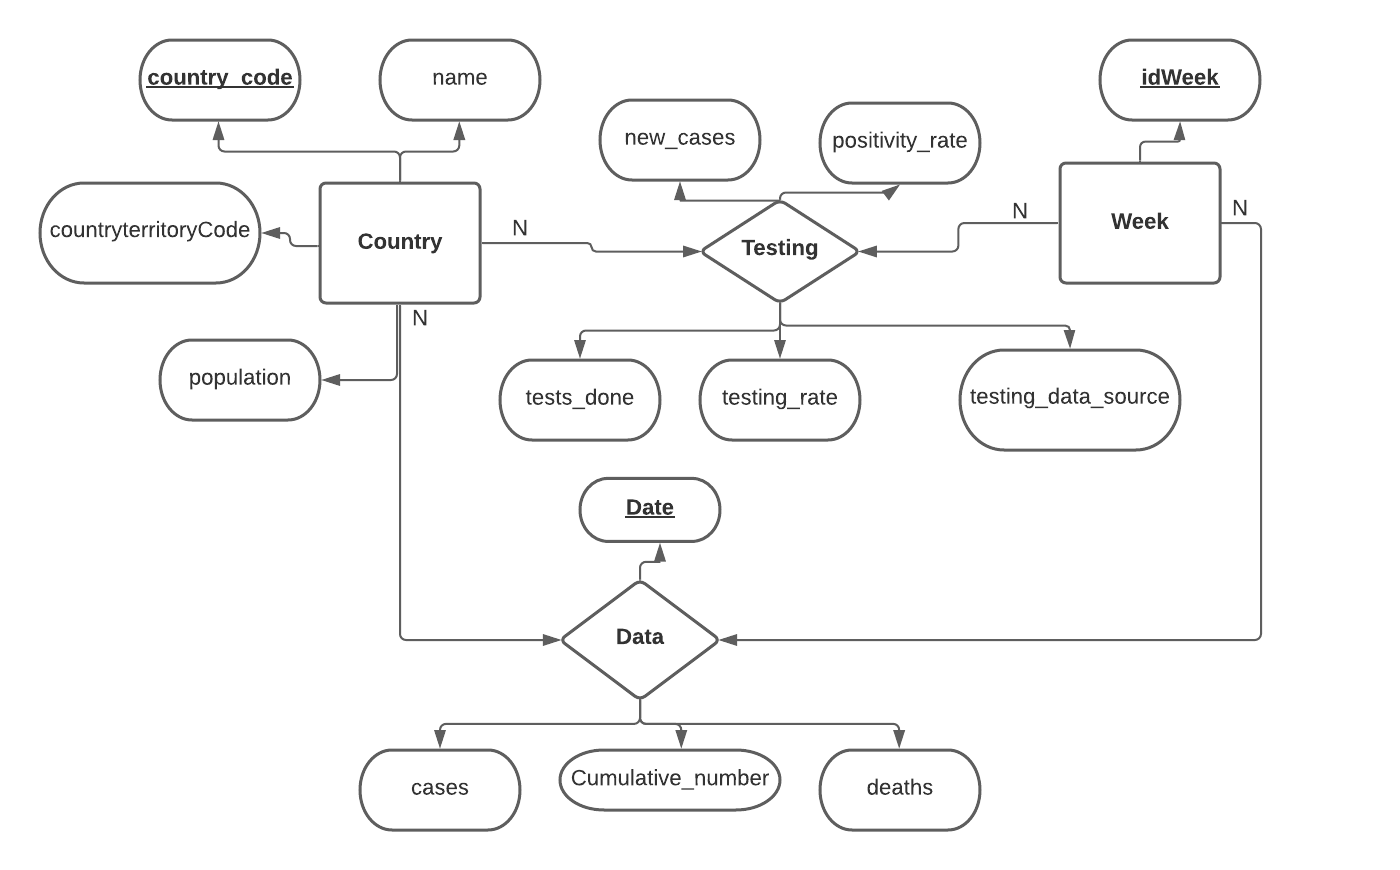 country_code
name
idWeek
new_cases
positivity_rate
countryterritoryCode
Country
N
Testing
N
Week
N
N
population
tests_done
testing_rate
testing_data_source
Date
Data
cases
Cumulative_number
deaths